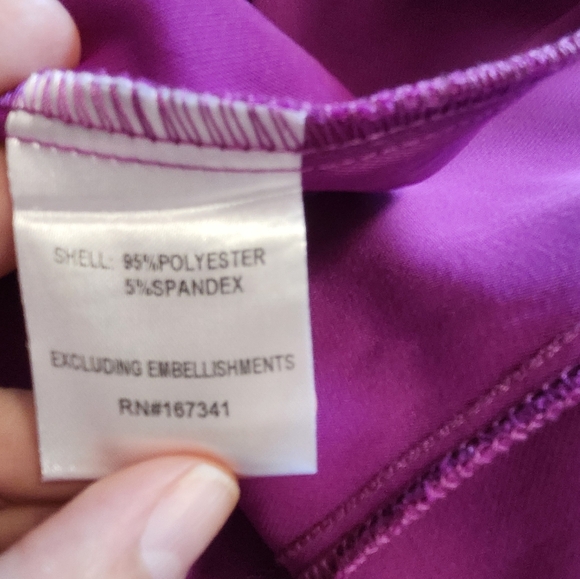 SHELL: 95%POLYESTER
5%SPANDEX
EXCLUDING EMBELLISHMENTS
RN#167341